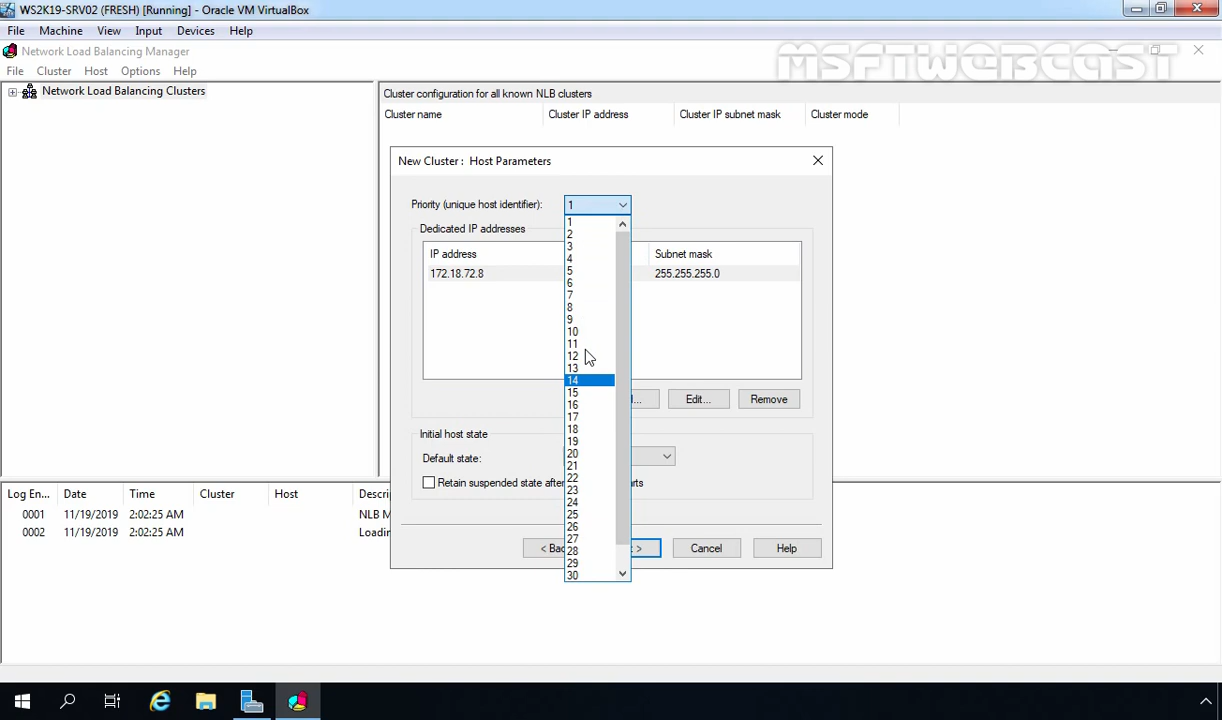 WS2K19-SRV02 (FRESH) [Running] - Oracle VM VirtualBox
File Machine View Input Devices Help
Network Load Balancing Manager
MSFTWEBCAST
File Cluster Host Options Help
Network Load Balancing Clusters
Cluster configuration for all known NLB clusters
Cluster name Cluster IP address Cluster IP subnet mask Cluster mode
New Cluster : Host Parameters
Priority (unique host identifier): 1
Dedicated IP addresses
IP address Subnet mask
172.18.72.8 255.255.255.0
1
2
3
4
5
6
7
8
9
10
11
12
13
14
15
16
17
18
19
20
21
22
23
24
25
26
27
28
29
30
Edit... Remove
Initial host state
Default state:
Retain suspended state after
< Bac > Cancel Help
Log En... Date Time Cluster Host Descri
0001 11/19/2019 2:02:25 AM NLB M
0002 11/19/2019 2:02:25 AM Loadin